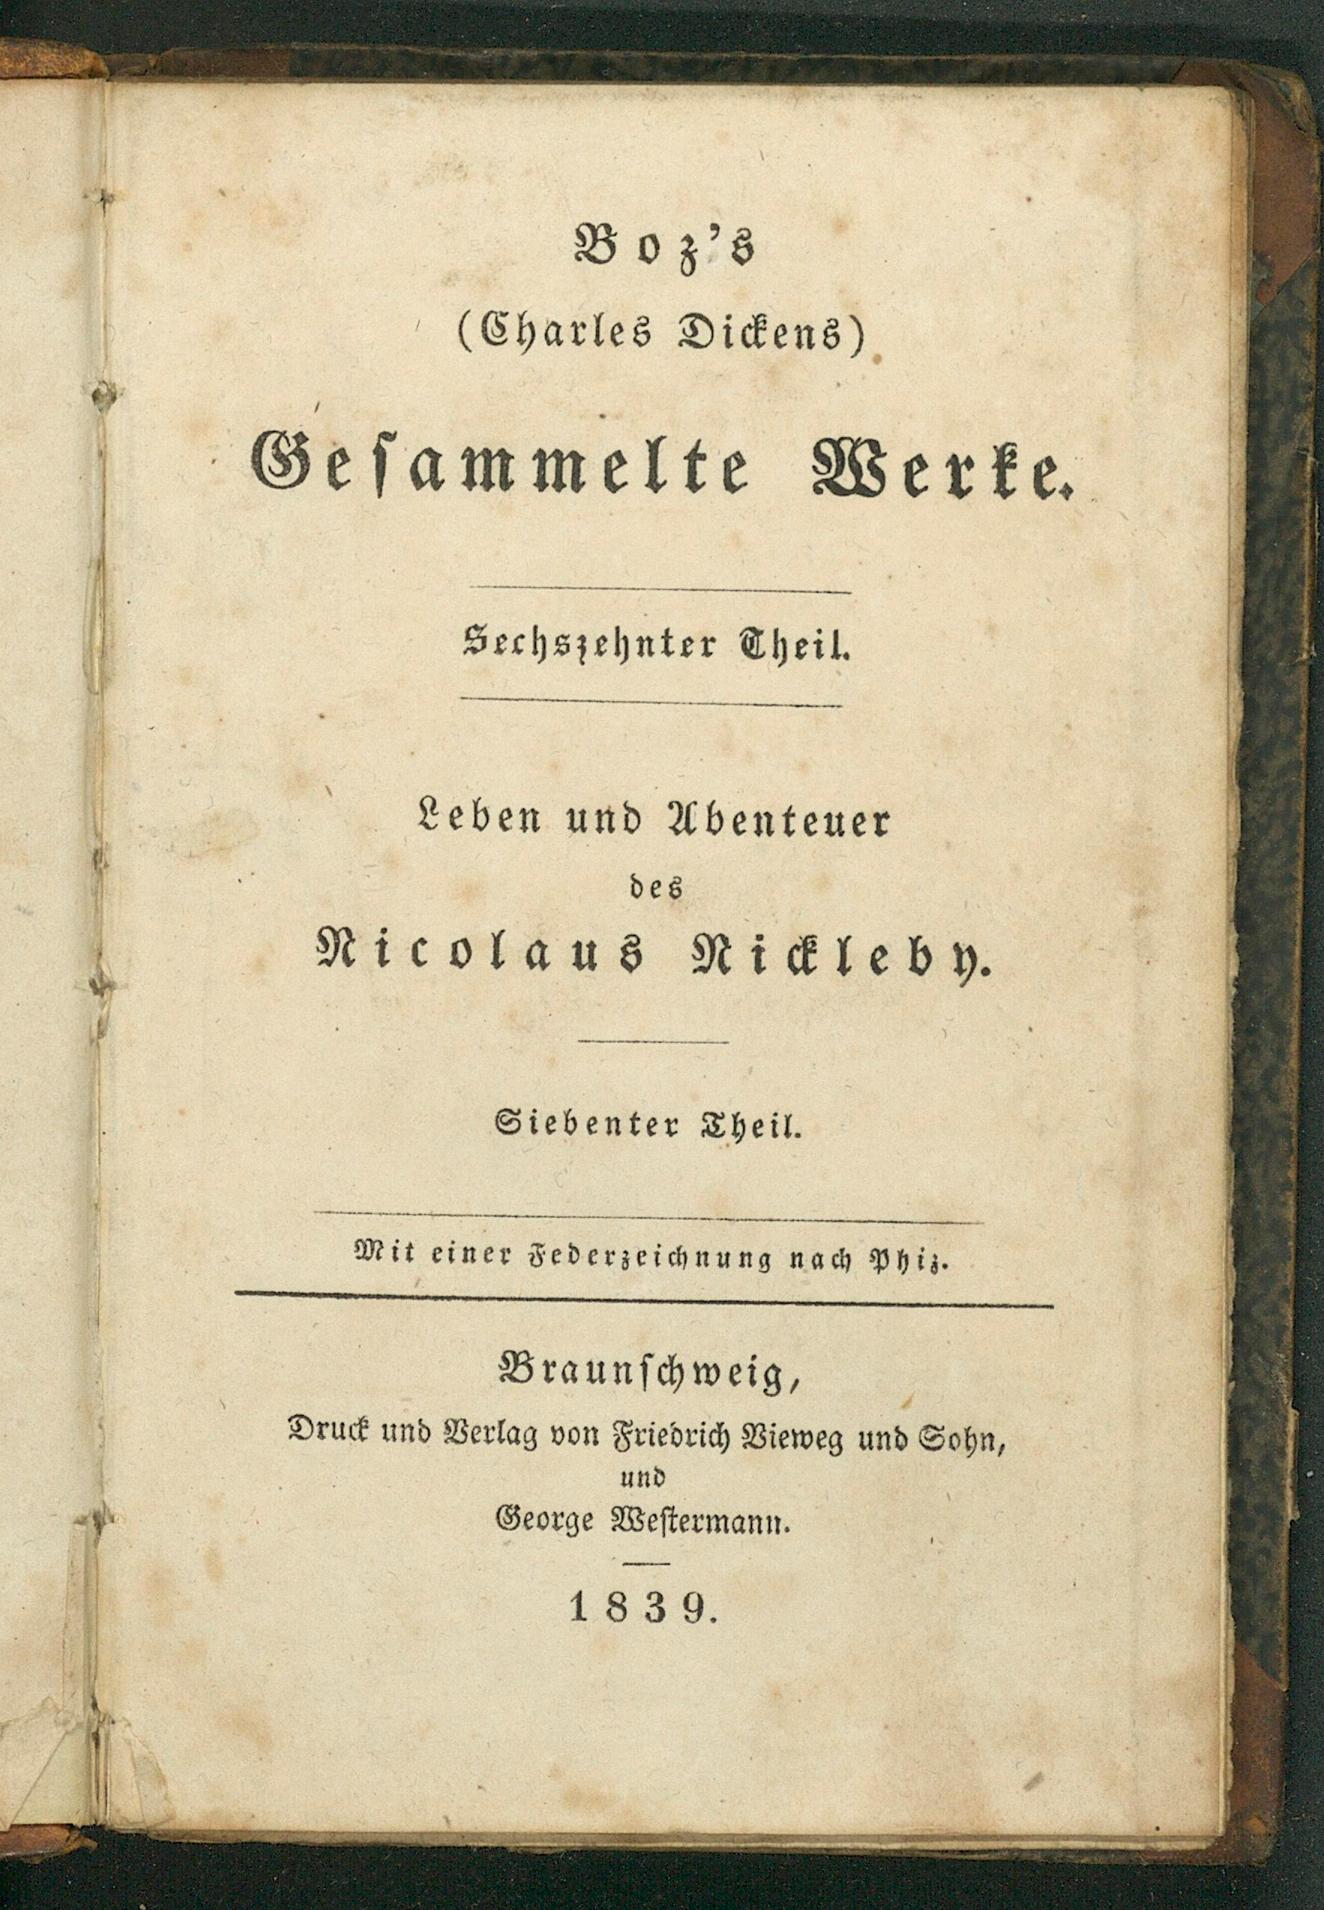 Boz's
(Charles Dickens)
Gesammelte Werke.
Sechszehnter Theil.
Leben und Abenteuer
des
Nicolaus Nickleby.
Siebenter Theil.
Mit einer Federzeichnung nach Phiz.
Braunschweig,
Druck und Verlag von Friedrich Vieweg und Sohn,
und
George Westermann.
1839.